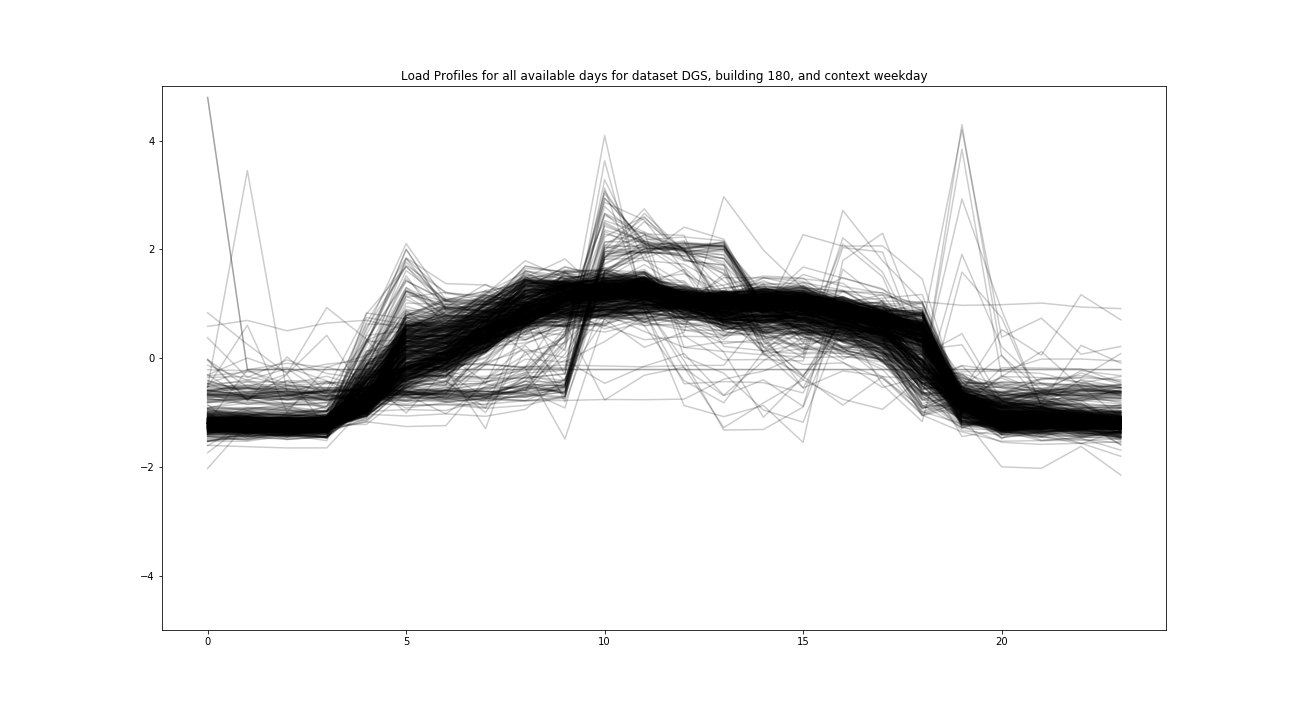 Load Profiles for all available days for dataset DGS, building 180, and context weekday
4
2
0
−2
−4
0 5 10 15 20